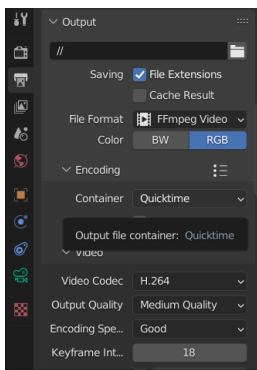 Output
//
Saving File Extensions
Cache Result
File Format FFmpeg Video
Color BW RGB
Encoding
Container Quicktime
Output file container: Quicktime
Video
Video Codec H.264
Output Quality Medium Quality
Encoding Spe... Good
Keyframe Int... 18